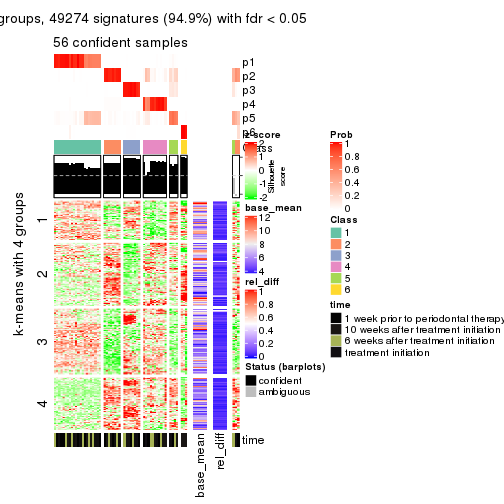 groups, 49274 signatures (94.9%) with fdr < 0.05
56 confident samples
p1
p2
p3
p4
p5
p6
Class
z-score
2
1
0
-1
-2
Silhouette
score
k-means with 4 groups
1
2
3
4
base_mean
12
10
8
6
4
rel_diff
1
0.8
0.6
0.4
0.2
0
Status (barplots)
confident
ambiguous
time
base_mean
rel_diff
Prob
1
0.8
0.6
0.4
0.2
0
Class
1
2
3
4
5
6
time
1 week prior to periodontal therapy
10 weeks after treatment initiation
6 weeks after treatment initiation
treatment initiation